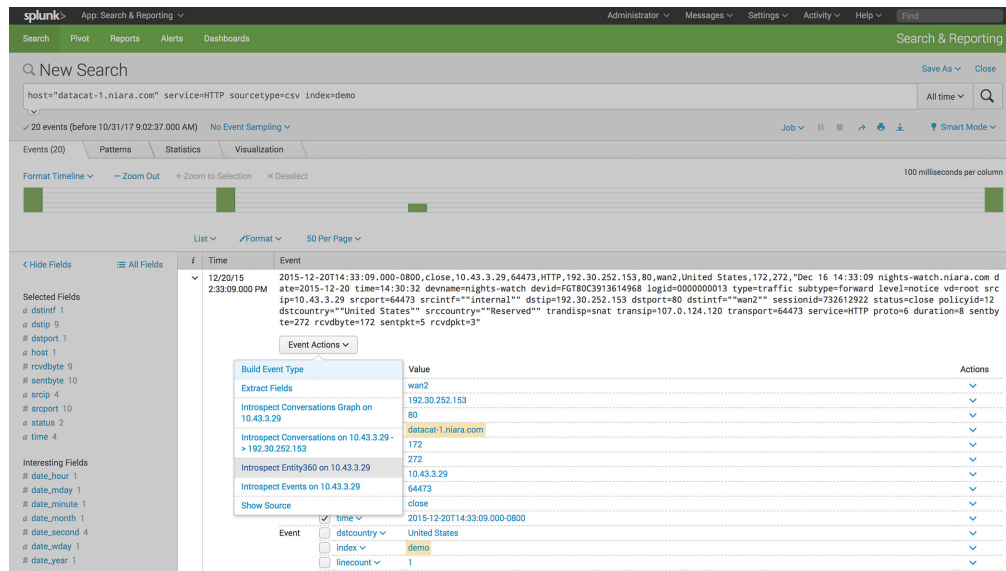 splunk> App: Search & Reporting Administrator Messages Settings Activity Help Find
Search Pivot Reports Alerts Dashboards Search & Reporting
New Search Save As Close
host="datacat-1.niara.com" service=HTTP sourcetype=csv index=demo All time
20 events (before 10/31/17 9:02:37.000 AM) No Event Sampling Job Smart Mode
Events (20) Patterns Statistics Visualization
Format Timeline – Zoom Out + Zoom to Selection × Deselect 100 milliseconds per column
List Format 50 Per Page
< Hide Fields All Fields i Time Event
12/20/15 2015-12-20T14:33:09.000-0800,close,10.43.3.29,64473,HTTP,192.30.252.153,80,wan2,United States,172,272,"Dec 16 14:33:09 nights-watch.niara.com d
2:33:09.000 PM ate=2015-12-20 time=14:30:32 devname=nights-watch devid=FGT80C3913614968 logid=0000000013 type=traffic subtype=forward level=notice vd=root src
ip=10.43.3.29 srcport=64473 srcintf=""internal"" dstip=192.30.252.153 dstport=80 dstintf=""wan2"" sessionid=732612922 status=close policyid=12
dstcountry=""United States"" srccountry=""Reserved"" trandisp=snat transip=107.0.124.120 transport=64473 service=HTTP proto=6 duration=8 sentby
te=272 rcvdbyte=172 sentpkt=5 rcvdpkt=3"
Selected Fields
a dstintf 1
a dstip 9
# dstport 1
a host 1
# rcvdbyte 9
# sentbyte 10
a srcip 4
# srcport 10
a status 2
a time 4
Interesting Fields
# date_hour 1
# date_mday 1
# date_minute 1
a date_month 1
# date_second 4
a date_wday 1
# date_year 1
Event Actions
Build Event Type
Extract Fields
Introspect Conversations Graph on
10.43.3.29
Introspect Conversations on 10.43.3.29 -
> 192.30.252.153
Introspect Entity360 on 10.43.3.29
Introspect Events on 10.43.3.29
Show Source
Value Actions
wan2
192.30.252.153
80
datacat-1.niara.com
172
272
10.43.3.29
64473
close
time 2015-12-20T14:33:09.000-0800
Event dstcountry United States
index demo
linecount 1